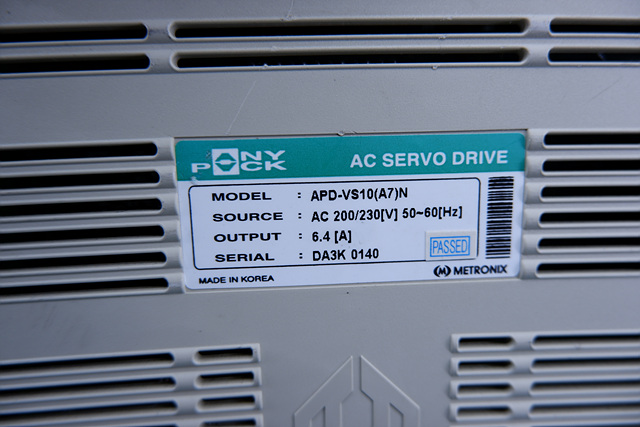 PONY POCK
AC SERVO DRIVE
MODEL : APD-VS10(A7)N
SOURCE : AC 200/230[V] 50~60[Hz]
OUTPUT : 6.4 [A]
SERIAL : DA3K 0140
PASSED
MADE IN KOREA
METRONIX